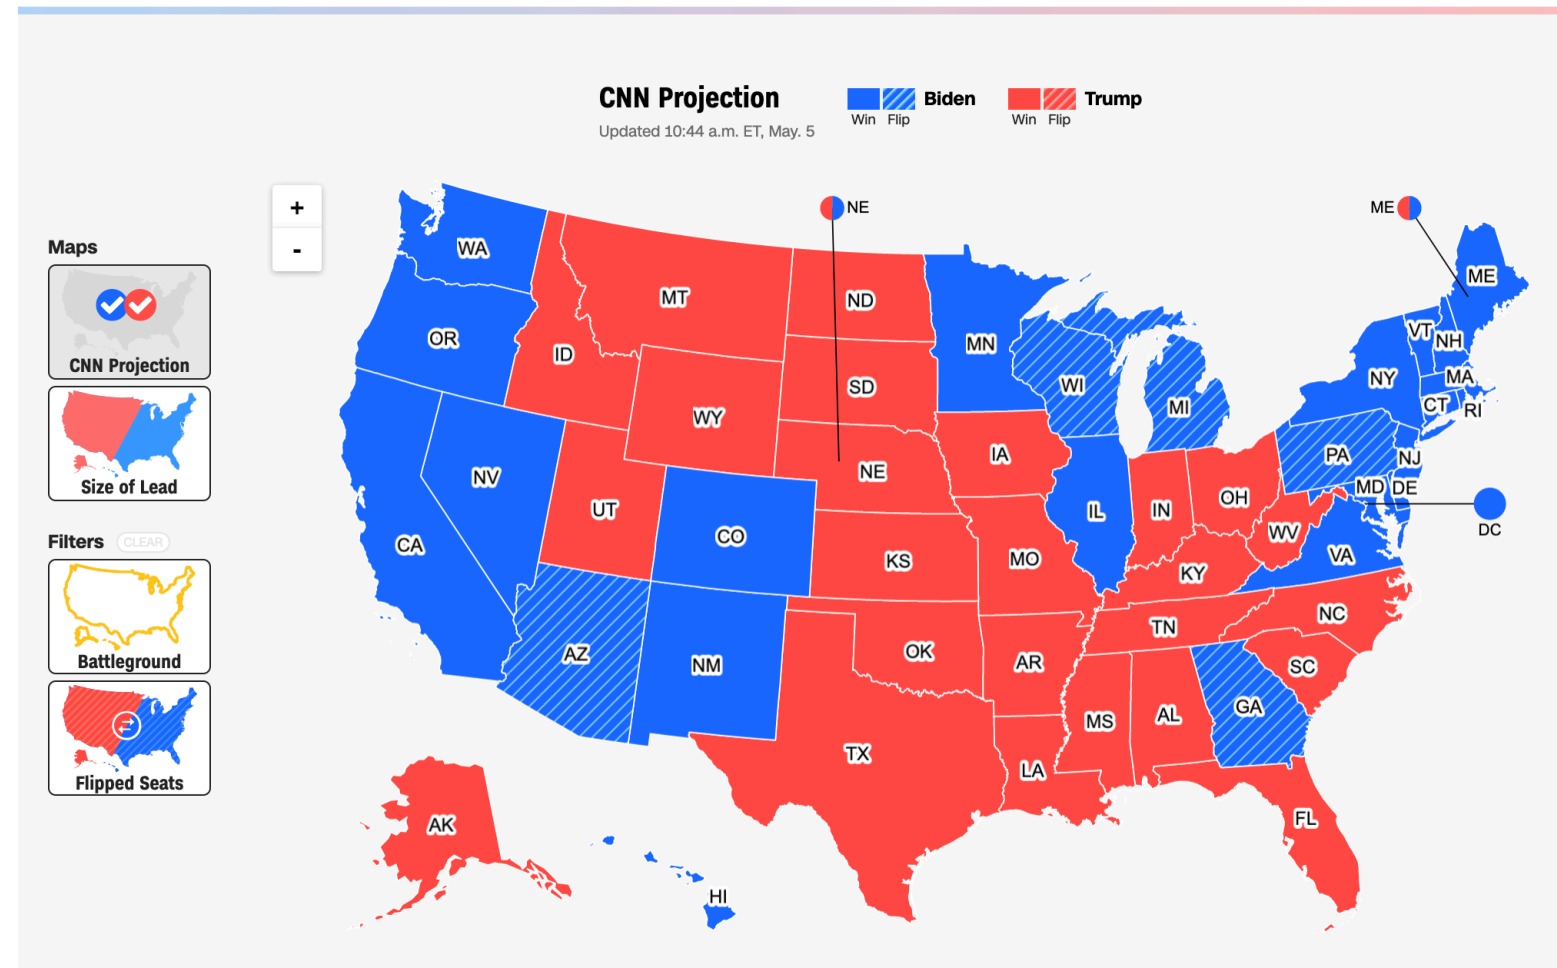 CNN Projection
Updated 10:44 a.m. ET, May. 5
Biden
Win Flip
Trump
Win Flip
+
-
Maps
CNN Projection
Size of Lead
Filters CLEAR
Battleground
Flipped Seats
NE
ME
WA
MT
ND
ME
OR
ID
MN
VT
NH
SD
WI
NY
MA
WY
MI
CT
RI
NV
NE
IA
PA
NJ
UT
IL
IN
OH
MD
DE
CA
CO
KS
MO
WV
VA
DC
KY
AZ
NM
OK
AR
TN
NC
SC
MS
AL
GA
TX
LA
AK
FL
HI